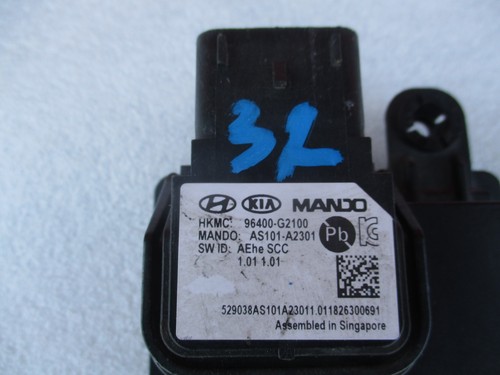 3L
KIA MANDO
HKMC: 96400-G2100
MANDO: AS101-A2301
SW ID: AEhe SCC
1.01 1.01
Pb
529038AS101A23011.011826300691
Assembled in Singapore